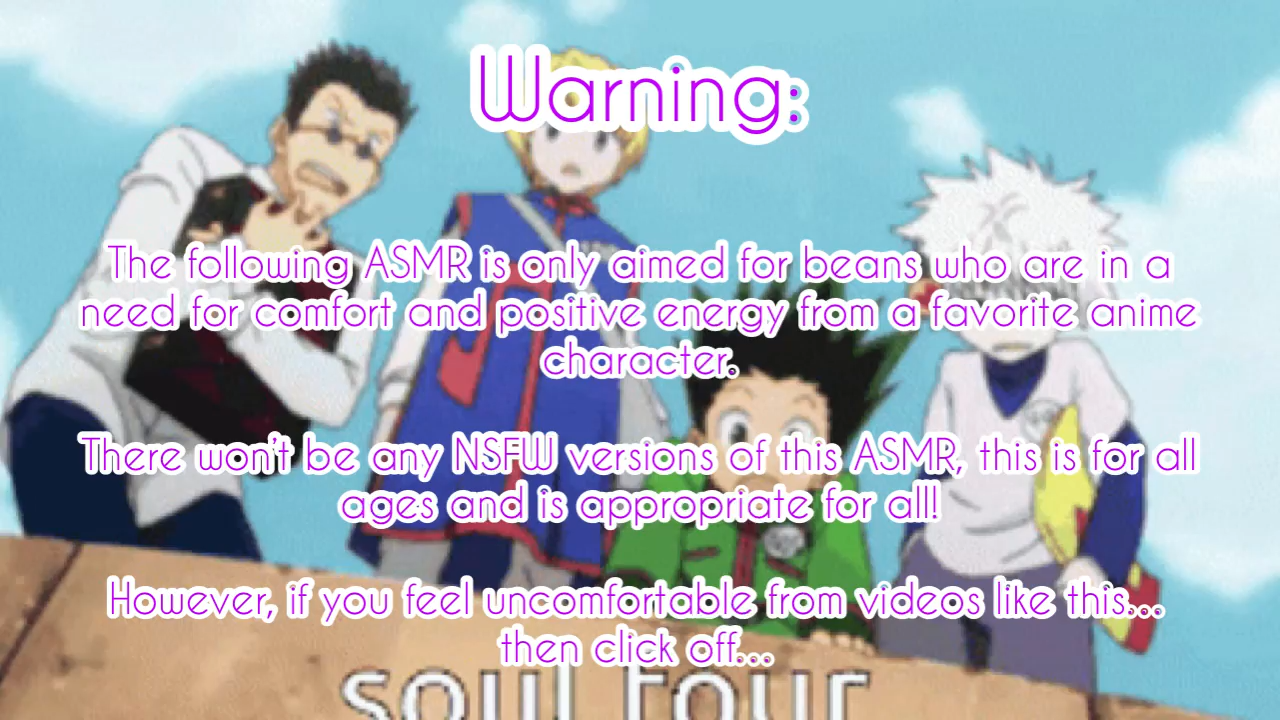 Warning:
The following ASMR is only aimed for beans who are in a
need for comfort and positive energy from a favorite anime
character.
There won't be any NSFW versions of this ASMR, this is for all
ages and is appropriate for all!
However, if you feel uncomfortable from videos like this...
then click off...
soul four